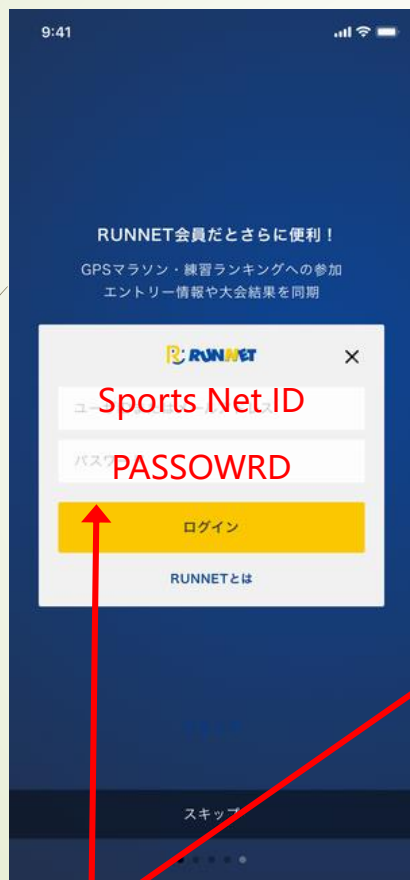 9:41
RUNNET会員だとさらに便利！
GPSマラソン・練習ランキングへの参加
エントリー情報や大会結果を同期
RUNNET
×
Sports Net ID
PASSOWRD
ログイン
RUNNETとは
スキップ